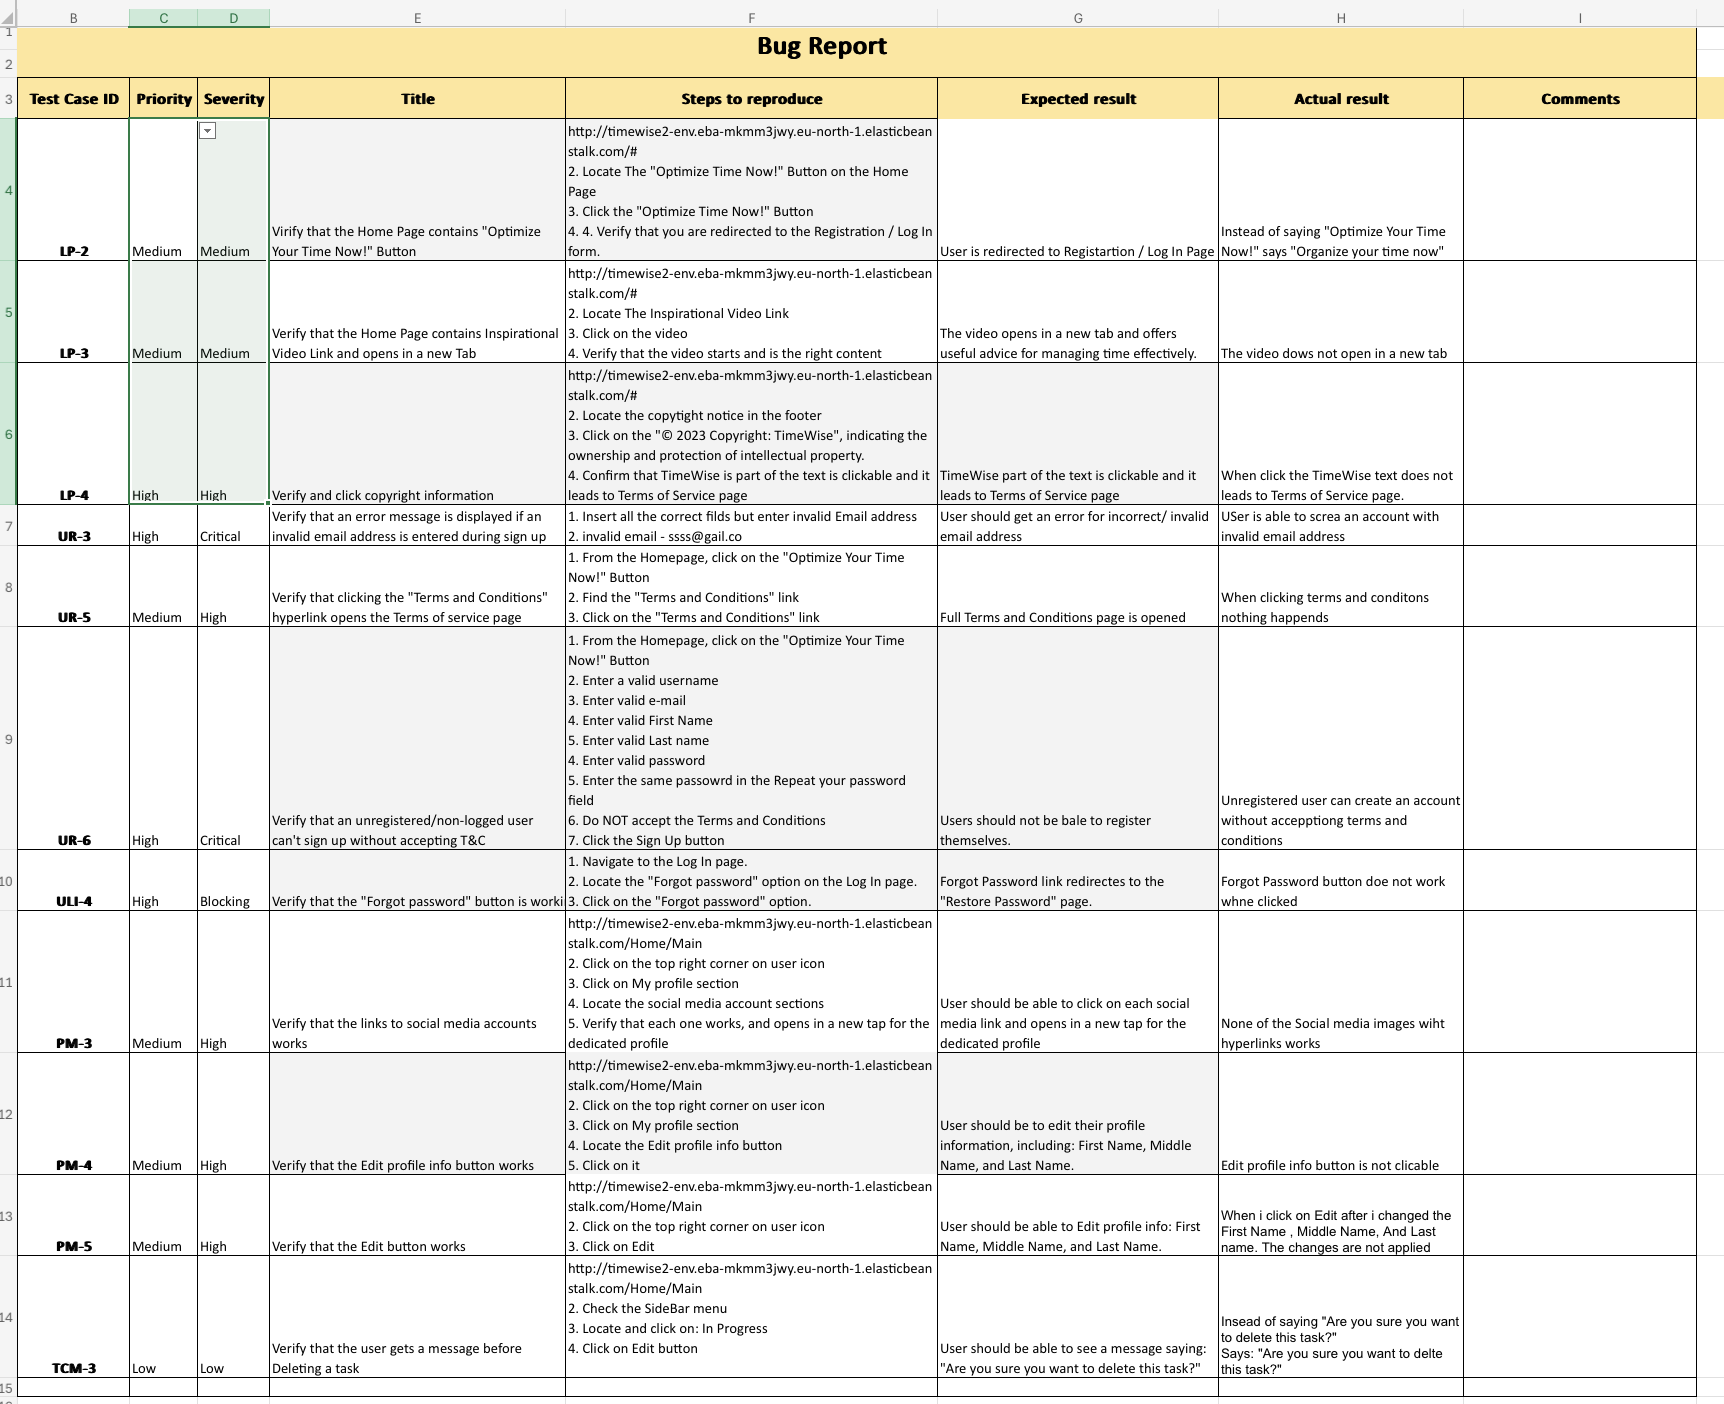 B C D E F G H I
1
2
Bug Report
3
Test Case ID Priority Severity Title Steps to reproduce Expected result Actual result Comments
4
LP-2
Medium
Medium
Virify that the Home Page contains "Optimize
Your Time Now!" Button
http://timewise2-env.eba-mkmm3jwy.eu-north-1.elasticbean
stalk.com/#
2. Locate The "Optimize Time Now!" Button on the Home
Page
3. Click the "Optimize Time Now!" Button
4. 4. Verify that you are redirected to the Registration / Log In
form.
User is redirected to Registartion / Log In Page
Instead of saying "Optimize Your Time
Now!" says "Organize your time now"
5
LP-3
Medium
Medium
Verify that the Home Page contains Inspirational
Video Link and opens in a new Tab
http://timewise2-env.eba-mkmm3jwy.eu-north-1.elasticbean
stalk.com/#
2. Locate The Inspirational Video Link
3. Click on the video
4. Verify that the video starts and is the right content
The video opens in a new tab and offers
useful advice for managing time effectively.
The video dows not open in a new tab
6
LP-4
High
High
Verify and click copyright information
http://timewise2-env.eba-mkmm3jwy.eu-north-1.elasticbean
stalk.com/#
2. Locate the copytight notice in the footer
3. Click on the "© 2023 Copyright: TimeWise", indicating the
ownership and protection of intellectual property.
4. Confirm that TimeWise is part of the text is clickable and it
leads to Terms of Service page
TimeWise part of the text is clickable and it
leads to Terms of Service page
When click the TimeWise text does not
leads to Terms of Service page.
7
UR-3
High
Critical
Verify that an error message is displayed if an
invalid email address is entered during sign up
1. Insert all the correct filds but enter invalid Email address
2. invalid email - ssss@gail.co
User should get an error for incorrect/ invalid
email address
USer is able to screa an account with
invalid email address
8
UR-5
Medium
High
Verify that clicking the "Terms and Conditions"
hyperlink opens the Terms of service page
1. From the Homepage, click on the "Optimize Your Time
Now!" Button
2. Find the "Terms and Conditions" link
3. Click on the "Terms and Conditions" link
Full Terms and Conditions page is opened
When clicking terms and conditons
nothing happends
9
UR-6
High
Critical
Verify that an unregistered/non-logged user
can't sign up without accepting T&C
1. From the Homepage, click on the "Optimize Your Time
Now!" Button
2. Enter a valid username
3. Enter valid e-mail
4. Enter valid First Name
5. Enter valid Last name
4. Enter valid password
5. Enter the same passowrd in the Repeat your password
field
6. Do NOT accept the Terms and Conditions
7. Click the Sign Up button
Users should not be bale to register
themselves.
Unregistered user can create an account
without accepptiong terms and
conditions
10
ULI-4
High
Blocking
Verify that the "Forgot password" button is worki
1. Navigate to the Log In page.
2. Locate the "Forgot password" option on the Log In page.
3. Click on the "Forgot password" option.
Forgot Password link redirectes to the
"Restore Password" page.
Forgot Password button doe not work
whne clicked
11
PM-3
Medium
High
Verify that the links to social media accounts
works
http://timewise2-env.eba-mkmm3jwy.eu-north-1.elasticbean
stalk.com/Home/Main
2. Click on the top right corner on user icon
3. Click on My profile section
4. Locate the social media account sections
5. Verify that each one works, and opens in a new tap for the
dedicated profile
User should be able to click on each social
media link and opens in a new tap for the
dedicated profile
None of the Social media images wiht
hyperlinks works
12
PM-4
Medium
High
Verify that the Edit profile info button works
http://timewise2-env.eba-mkmm3jwy.eu-north-1.elasticbean
stalk.com/Home/Main
2. Click on the top right corner on user icon
3. Click on My profile section
4. Locate the Edit profile info button
5. Click on it
User should be to edit their profile
information, including: First Name, Middle
Name, and Last Name.
Edit profile info button is not clicable
13
PM-5
Medium
High
Verify that the Edit button works
http://timewise2-env.eba-mkmm3jwy.eu-north-1.elasticbean
stalk.com/Home/Main
2. Click on the top right corner on user icon
3. Click on Edit
User should be able to Edit profile info: First
Name, Middle Name, and Last Name.
When i click on Edit after i changed the
First Name , Middle Name, And Last
name. The changes are not applied
14
TCM-3
Low
Low
Verify that the user gets a message before
Deleting a task
http://timewise2-env.eba-mkmm3jwy.eu-north-1.elasticbean
stalk.com/Home/Main
2. Check the SideBar menu
3. Locate and click on: In Progress
4. Click on Edit button
User should be able to see a message saying:
"Are you sure you want to delete this task?"
Insead of saying "Are you sure you want
to delete this task?"
Says: "Are you sure you want to delte
this task?"
15